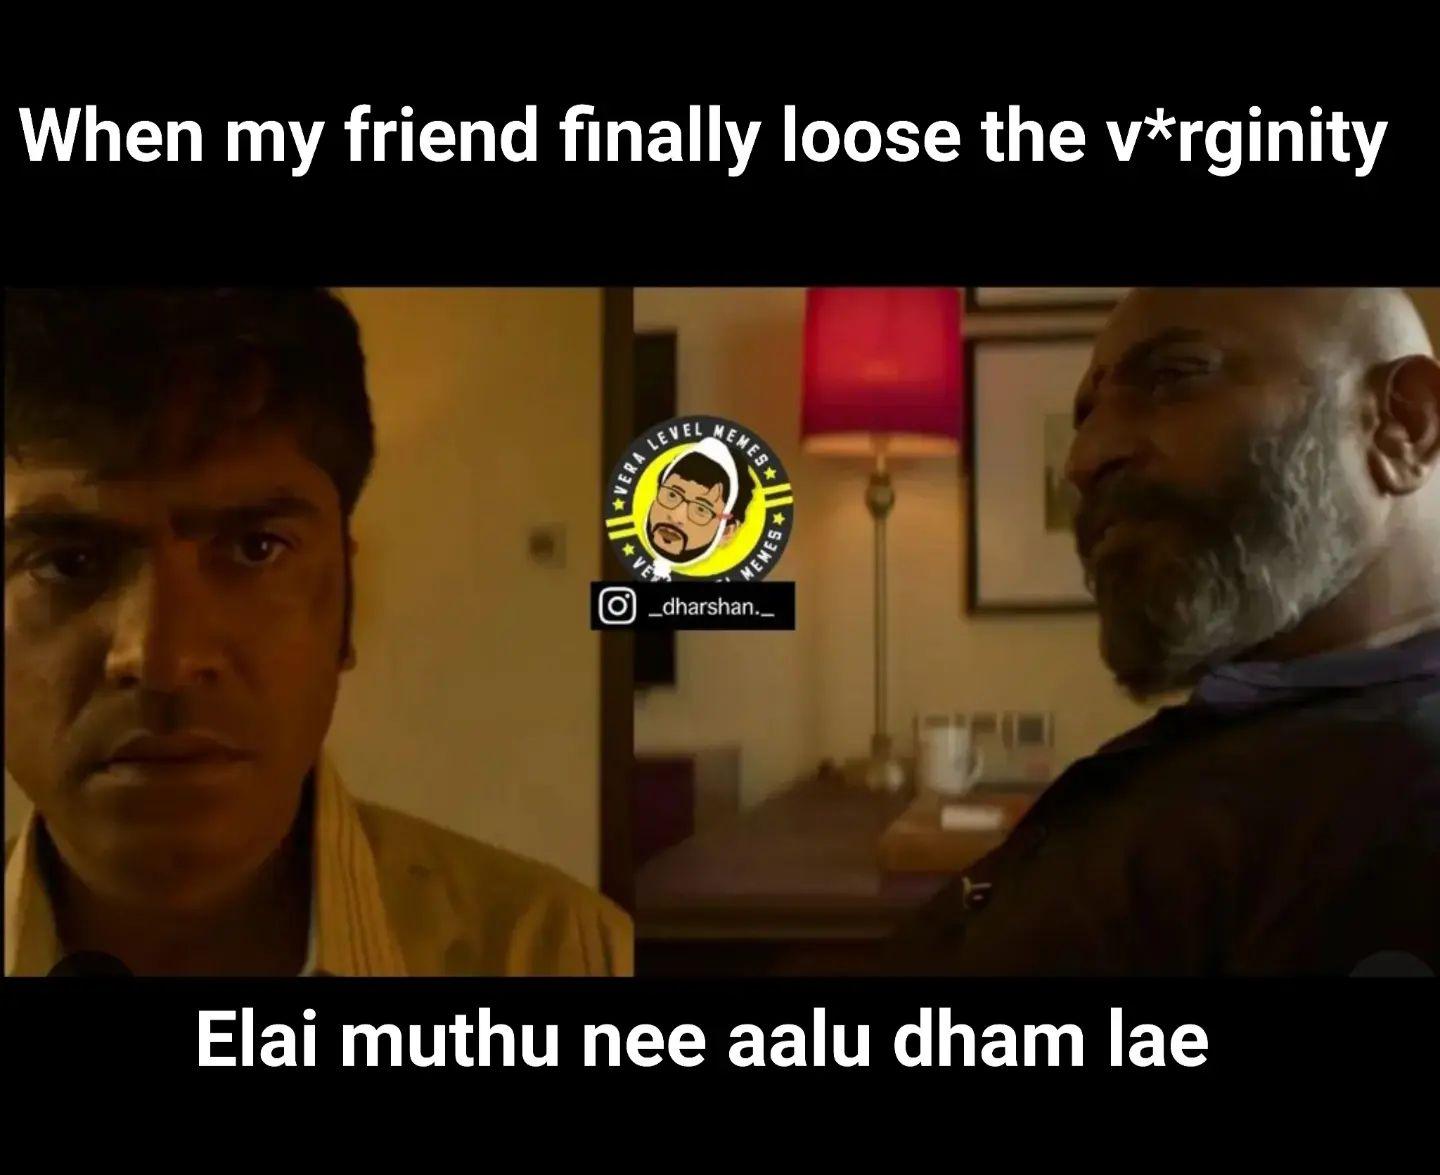 When my friend finally loose the v*rginity
VERA LEVEL MEMES
_dharshan._
Elai muthu nee aalu dham lae